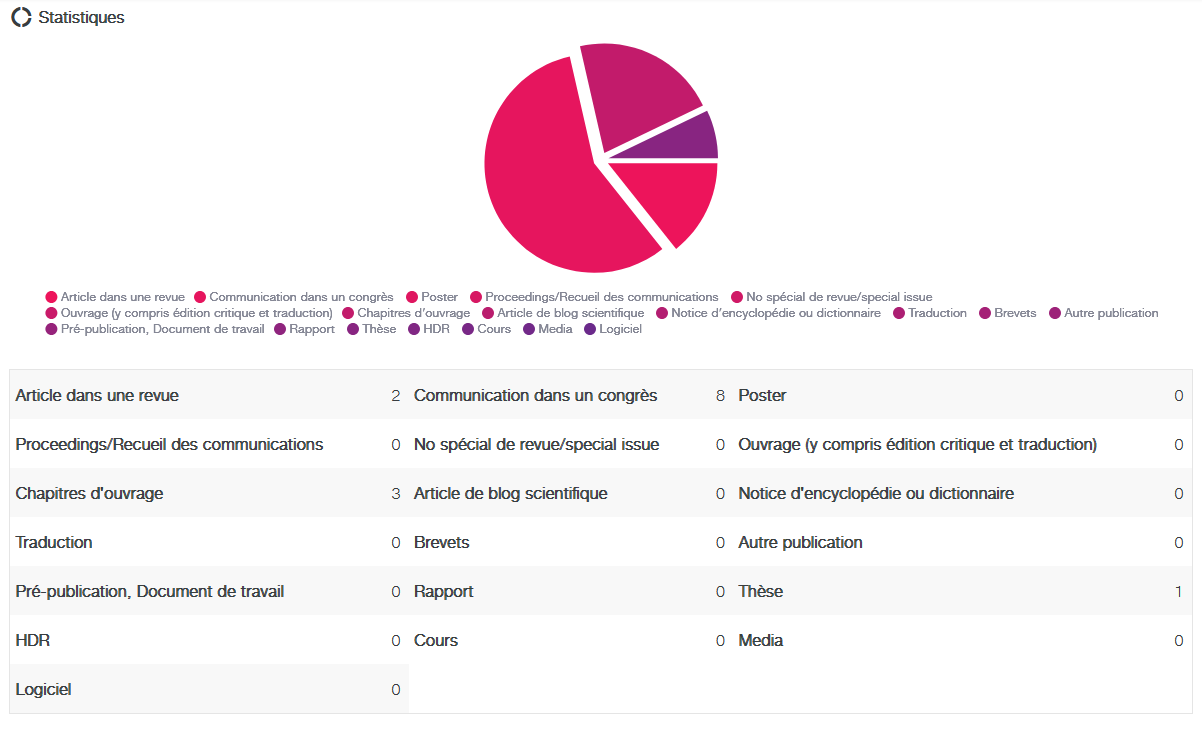 Statistiques
Article dans une revue Communication dans un congrès Poster Proceedings/Recueil des communications No spécial de revue/special issue
Ouvrage (y compris édition critique et traduction) Chapitres d'ouvrage Article de blog scientifique Notice d'encyclopédie ou dictionnaire Traduction Brevets Autre publication
Pré-publication, Document de travail Rapport Thèse HDR Cours Media Logiciel
Article dans une revue 2 Communication dans un congrès 8 Poster 0
Proceedings/Recueil des communications 0 No spécial de revue/special issue 0 Ouvrage (y compris édition critique et traduction) 0
Chapitres d'ouvrage 3 Article de blog scientifique 0 Notice d'encyclopédie ou dictionnaire 0
Traduction 0 Brevets 0 Autre publication 0
Pré-publication, Document de travail 0 Rapport 0 Thèse 1
HDR 0 Cours 0 Media 0
Logiciel 0